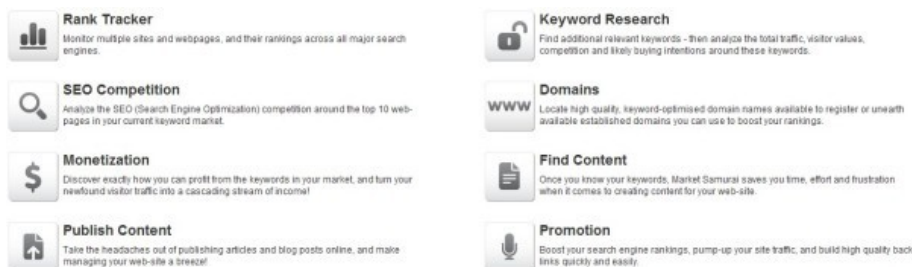 Rank Tracker
Monitor multiple sites and webpages, and their rankings across all major search
engines.
SEO Competition
Analyze the SEO (Search Engine Optimization) competition around the top 10 web-
pages in your current keyword market.
Monetization
Discover exactly how you can profit from the keywords in your market, and turn your
newfound visitor traffic into a cascading stream of income!
Publish Content
Take the headaches out of publishing articles and blog posts online, and make
managing your web-site a breeze!
Keyword Research
Find additional relevant keywords - then analyze the total traffic, visitor values,
competition and likely buying intentions around these keywords.
www
Domains
Locate high quality, keyword-optimised domain names available to register or unearth
available established domains you can use to boost your rankings.
Find Content
Once you know your keywords, Market Samurai saves you time, effort and frustration
when it comes to creating content for your web-site.
Promotion
Boost your search engine rankings, pump-up your site traffic, and build high quality back
links quickly and easily.